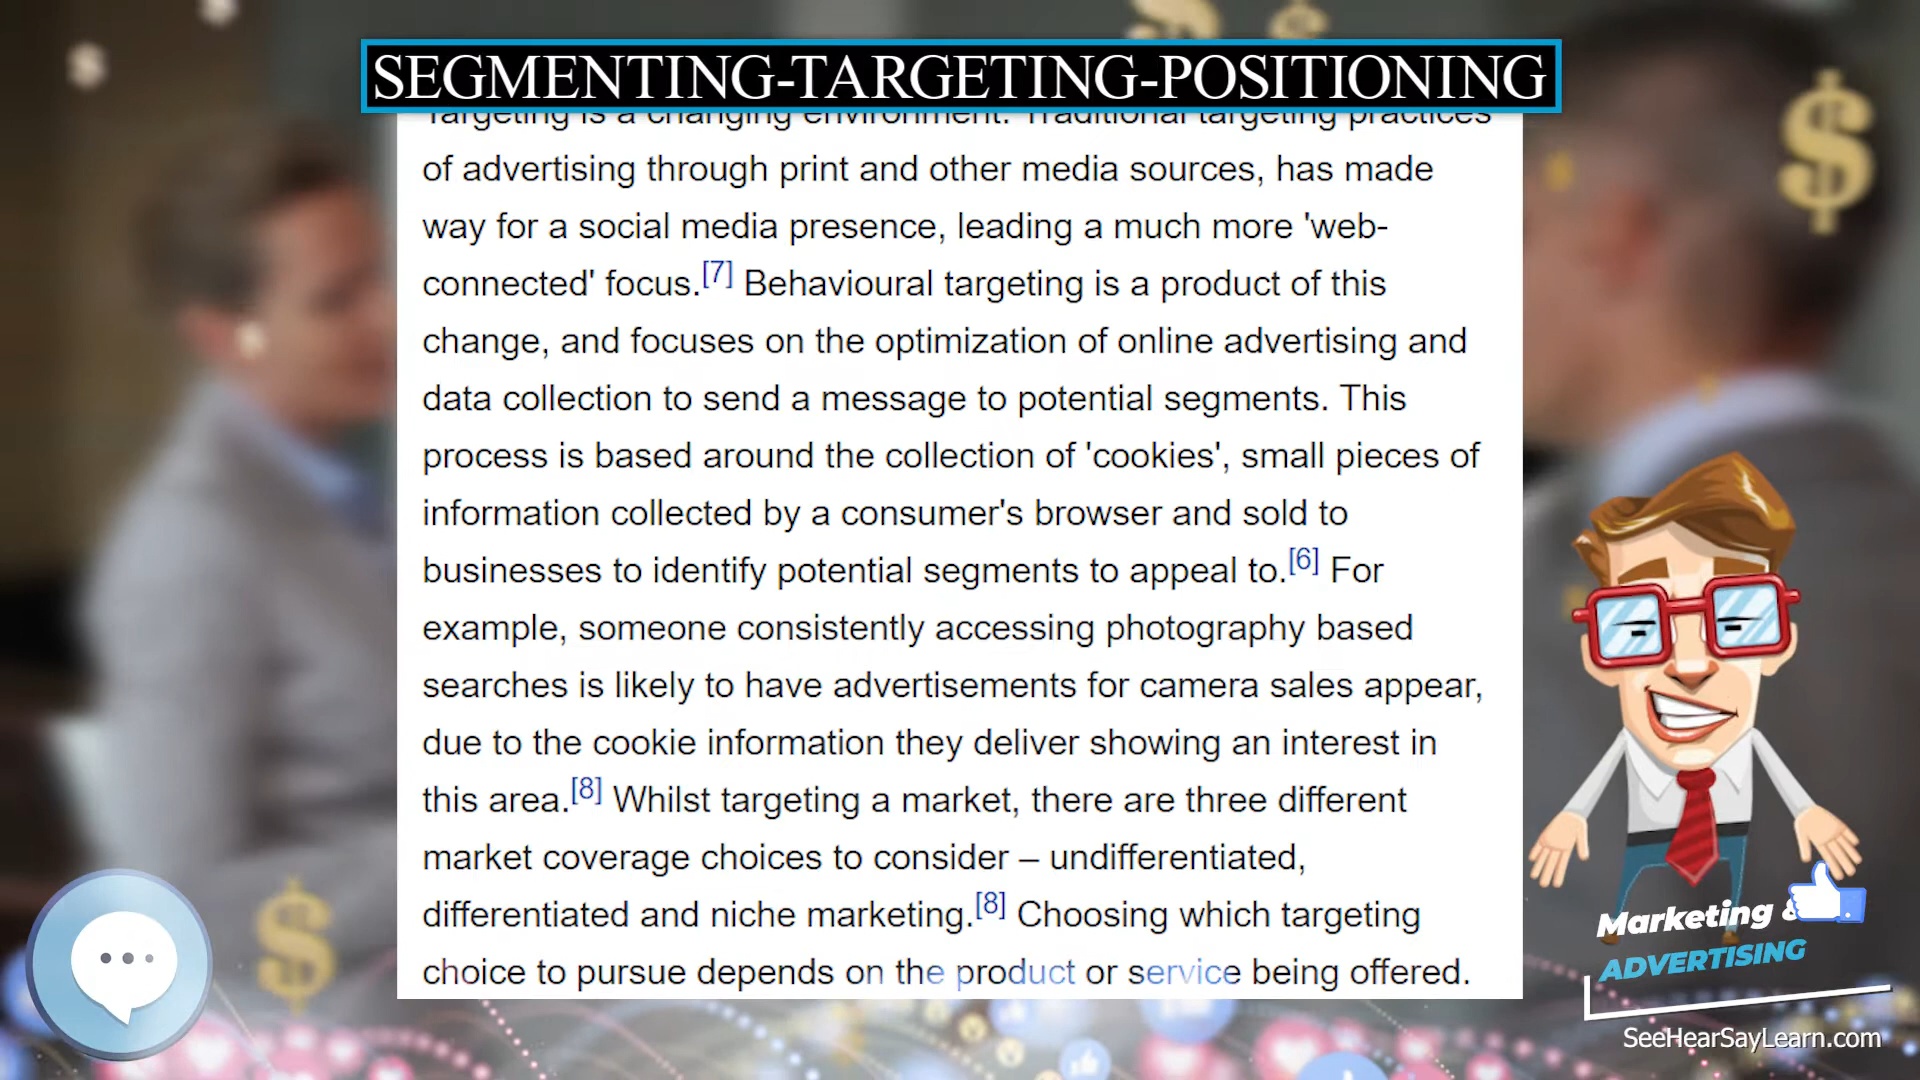 SEGMENTING-TARGETING-POSITIONING
Targeting is a changing environment. Traditional targeting practices
of advertising through print and other media sources, has made
way for a social media presence, leading a much more 'web-
connected' focus.[7] Behavioural targeting is a product of this
change, and focuses on the optimization of online advertising and
data collection to send a message to potential segments. This
process is based around the collection of 'cookies', small pieces of
information collected by a consumer's browser and sold to
businesses to identify potential segments to appeal to.[6] For
example, someone consistently accessing photography based
searches is likely to have advertisements for camera sales appear,
due to the cookie information they deliver showing an interest in
this area.[8] Whilst targeting a market, there are three different
market coverage choices to consider – undifferentiated,
differentiated and niche marketing.[8] Choosing which targeting
choice to pursue depends on the product or service being offered.
Marketing &
ADVERTISING
SeeHearSayLearn.com